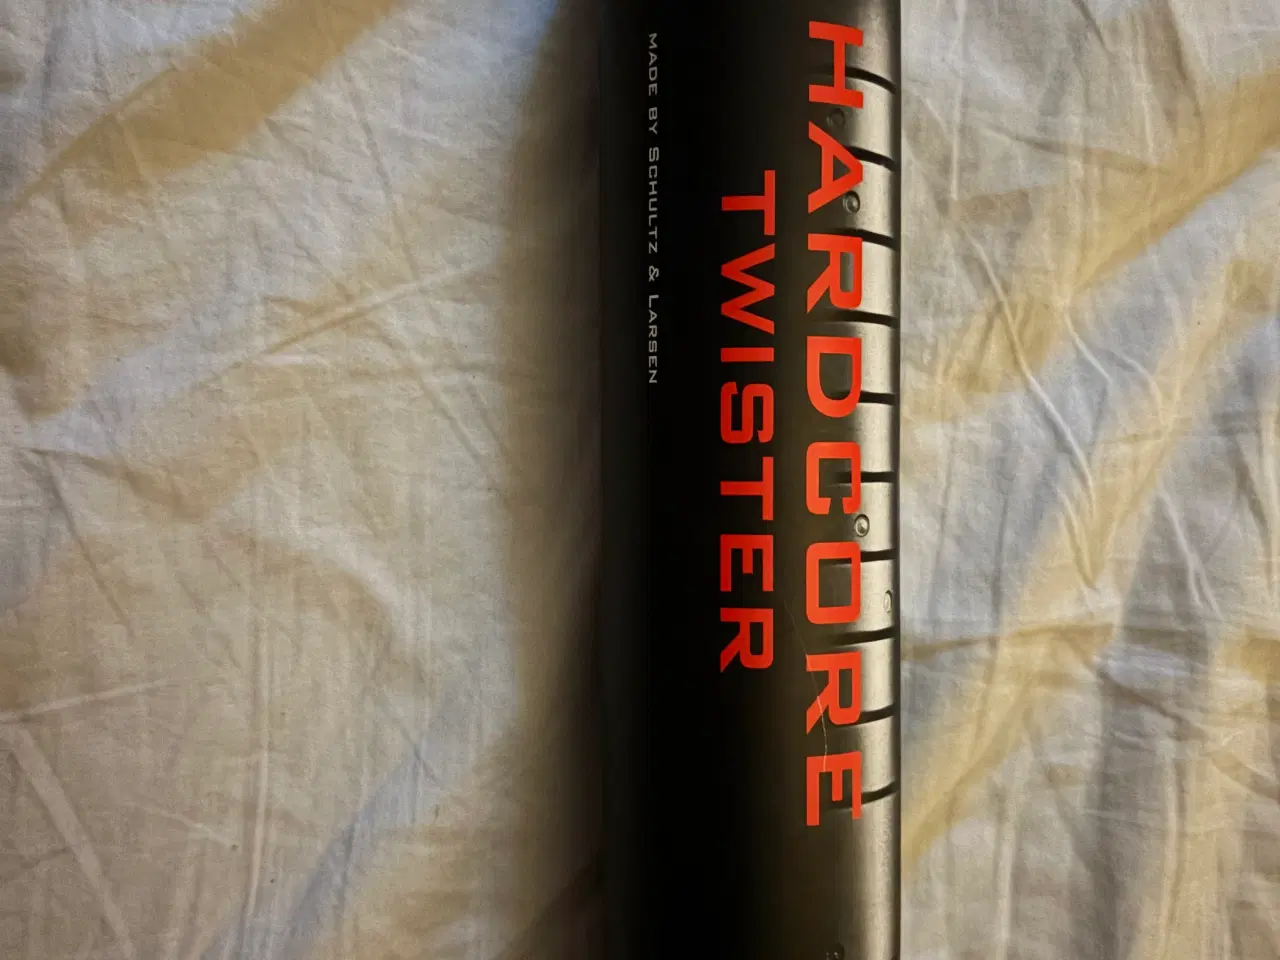 HARDCORE
TWISTER
MADE BY SCHULTZ & LARSEN